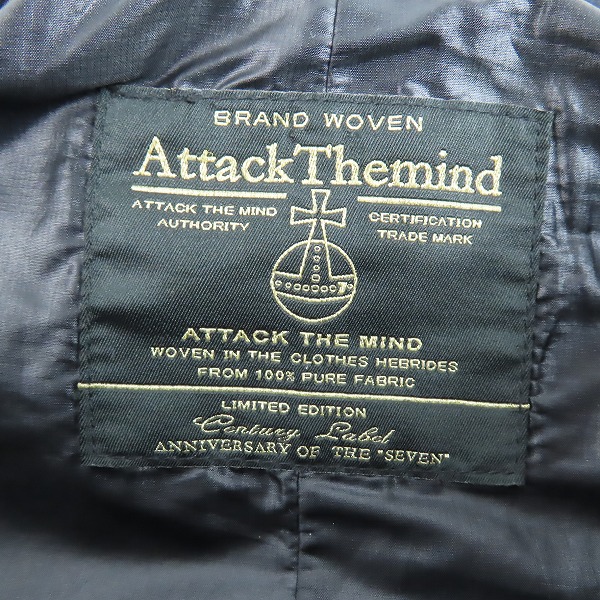 BRAND WOVEN
AttackThemind
ATTACK THE MIND
AUTHORITY
CERTIFICATION
TRADE MARK
7
ATTACK THE MIND
WOVEN IN THE CLOTHES HEBRIDES
FROM 100% PURE FABRIC
LIMITED EDITION
Century Label
ANNIVERSARY OF THE "SEVEN"